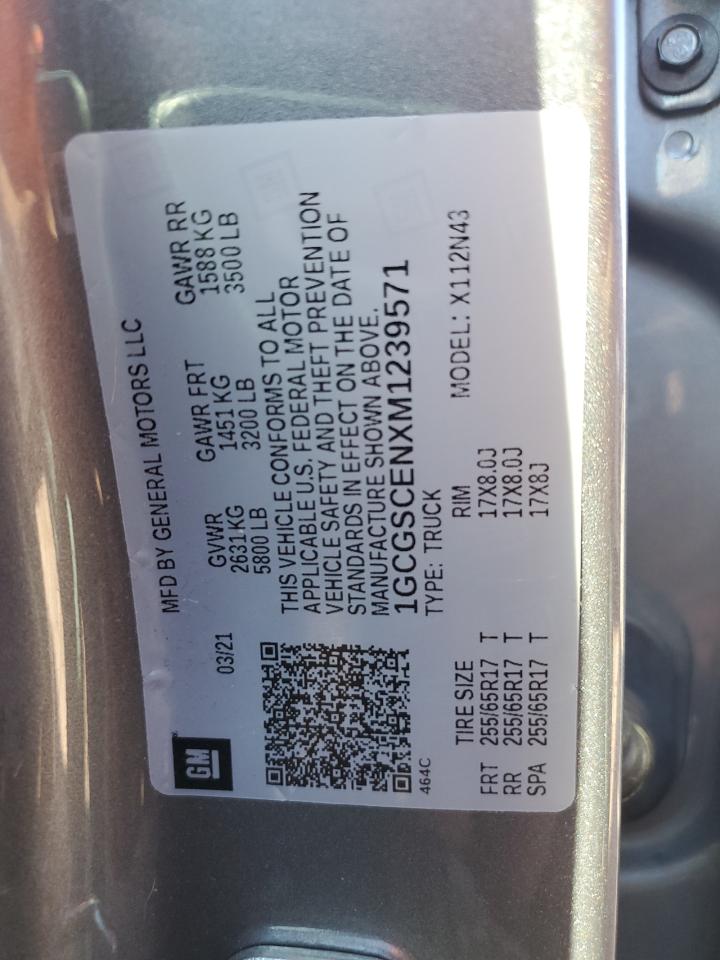 GM
MFD BY GENERAL MOTORS LLC
03/21
GVWR GAWR FRT GAWR RR
2631KG 1451 KG 1588 KG
5800 LB 3200 LB 3500 LB
THIS VEHICLE CONFORMS TO ALL
APPLICABLE U.S. FEDERAL MOTOR
VEHICLE SAFETY AND THEFT PREVENTION
STANDARDS IN EFFECT ON THE DATE OF
MANUFACTURE SHOWN ABOVE.
1GCGSCENXM1239571
464C TYPE: TRUCK MODEL: X112N43
TIRE SIZE RIM
FRT 255/65R17 T 17X8.0J
RR 255/65R17 T 17X8.0J
SPA 255/65R17 T 17X8J